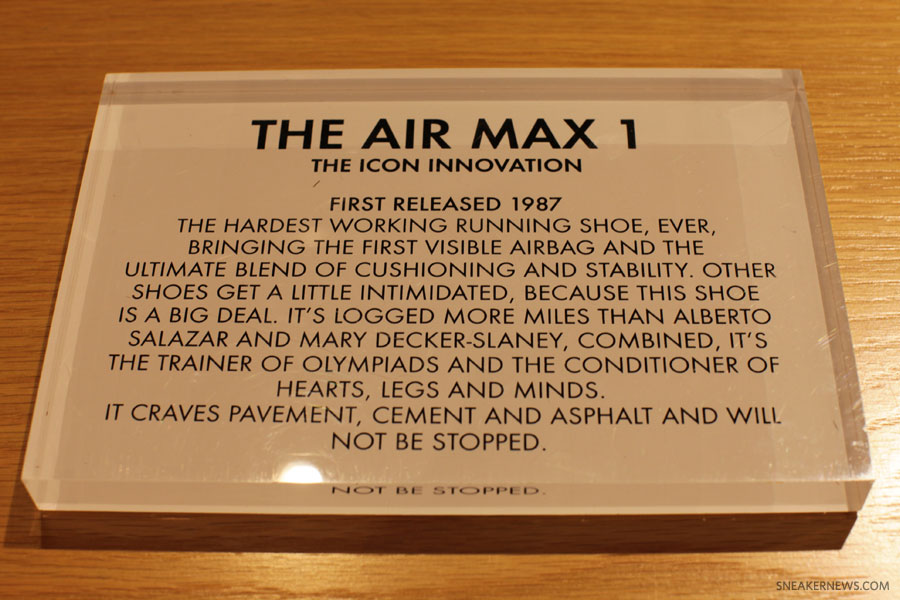 THE AIR MAX 1
THE ICON INNOVATION
FIRST RELEASED 1987
THE HARDEST WORKING RUNNING SHOE, EVER,
BRINGING THE FIRST VISIBLE AIRBAG AND THE
ULTIMATE BLEND OF CUSHIONING AND STABILITY. OTHER
SHOES GET A LITTLE INTIMIDATED, BECAUSE THIS SHOE
IS A BIG DEAL. IT'S LOGGED MORE MILES THAN ALBERTO
SALAZAR AND MARY DECKER-SLANEY, COMBINED, IT'S
THE TRAINER OF OLYMPIADS AND THE CONDITIONER OF
HEARTS, LEGS AND MINDS.
IT CRAVES PAVEMENT, CEMENT AND ASPHALT AND WILL
NOT BE STOPPED.
NOT BE STOPPED.
SNEAKERNEWS.COM